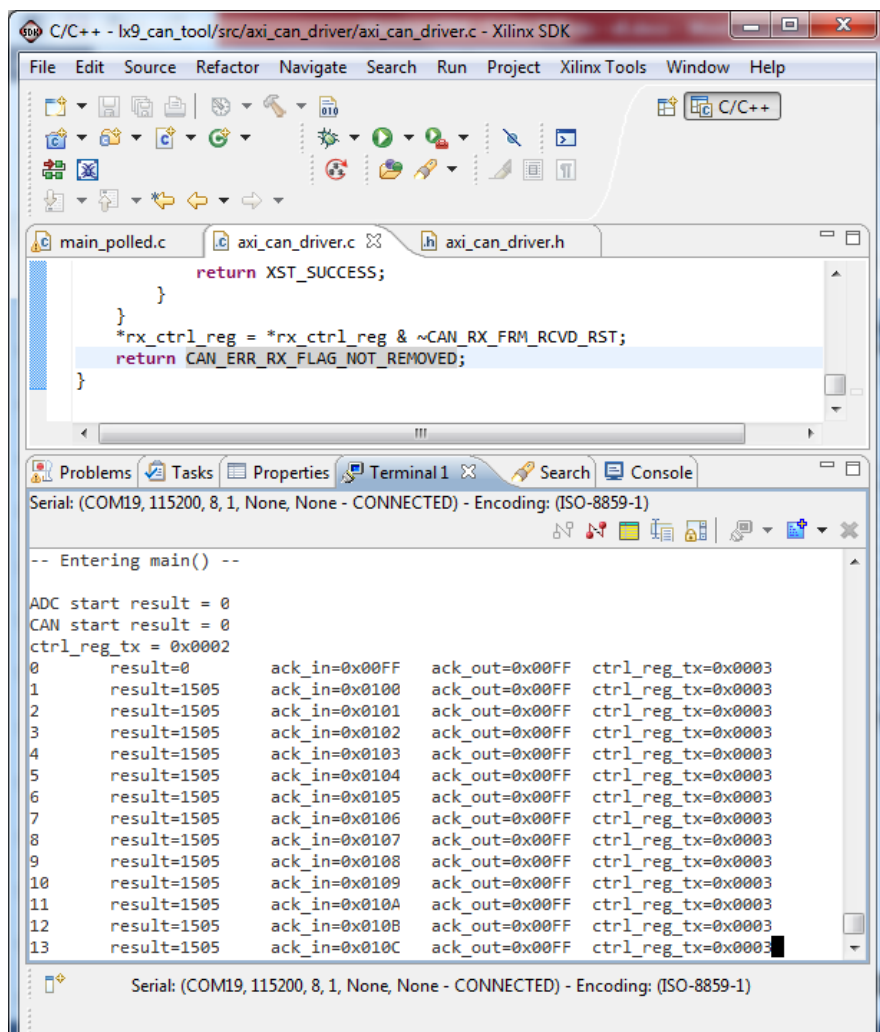 C/C++ - lx9_can_tool/src/axi_can_driver/axi_can_driver.c - Xilinx SDK
File Edit Source Refactor Navigate Search Run Project Xilinx Tools Window Help
C/C++
main_polled.c axi_can_driver.c axi_can_driver.h
return XST_SUCCESS;
}
}
*rx_ctrl_reg = *rx_ctrl_reg & ~CAN_RX_FRM_RCVD_RST;
return CAN_ERR_RX_FLAG_NOT_REMOVED;
}
Problems Tasks Properties Terminal 1 Search Console
Serial: (COM19, 115200, 8, 1, None, None - CONNECTED) - Encoding: (ISO-8859-1)
-- Entering main() --
ADC start result = 0
CAN start result = 0
ctrl_reg_tx = 0x0002
0 result=0 ack_in=0x00FF ack_out=0x00FF ctrl_reg_tx=0x0003
1 result=1505 ack_in=0x0100 ack_out=0x00FF ctrl_reg_tx=0x0003
2 result=1505 ack_in=0x0101 ack_out=0x00FF ctrl_reg_tx=0x0003
3 result=1505 ack_in=0x0102 ack_out=0x00FF ctrl_reg_tx=0x0003
4 result=1505 ack_in=0x0103 ack_out=0x00FF ctrl_reg_tx=0x0003
5 result=1505 ack_in=0x0104 ack_out=0x00FF ctrl_reg_tx=0x0003
6 result=1505 ack_in=0x0105 ack_out=0x00FF ctrl_reg_tx=0x0003
7 result=1505 ack_in=0x0106 ack_out=0x00FF ctrl_reg_tx=0x0003
8 result=1505 ack_in=0x0107 ack_out=0x00FF ctrl_reg_tx=0x0003
9 result=1505 ack_in=0x0108 ack_out=0x00FF ctrl_reg_tx=0x0003
10 result=1505 ack_in=0x0109 ack_out=0x00FF ctrl_reg_tx=0x0003
11 result=1505 ack_in=0x010A ack_out=0x00FF ctrl_reg_tx=0x0003
12 result=1505 ack_in=0x010B ack_out=0x00FF ctrl_reg_tx=0x0003
13 result=1505 ack_in=0x010C ack_out=0x00FF ctrl_reg_tx=0x0003
Serial: (COM19, 115200, 8, 1, None, None - CONNECTED) - Encoding: (ISO-8859-1)